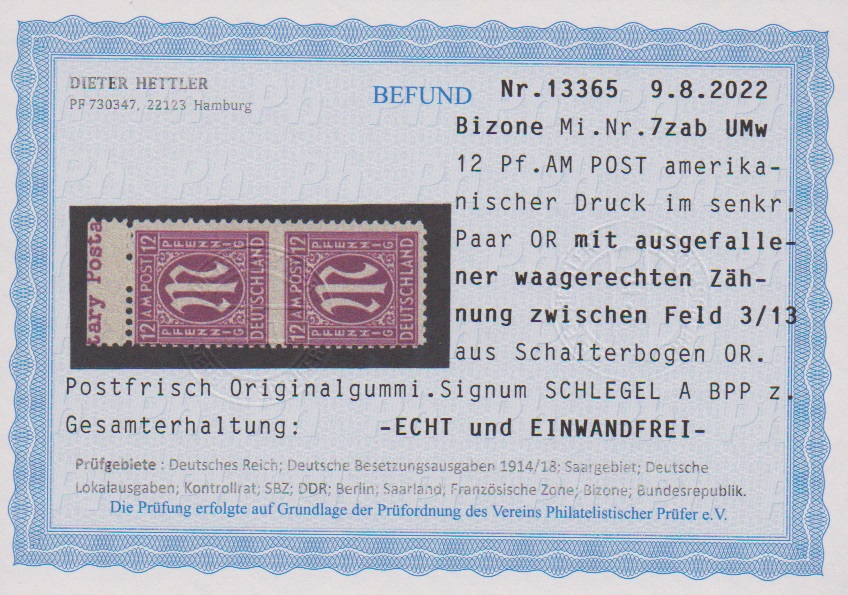 DIETER HETTLER
PF 730347, 22123 Hamburg
BEFUND Nr.13365 9.8.2022
Bizone Mi.Nr.7zab UMw
12 Pf.AM POST amerika-
nischer Druck im senkr.
Paar OR mit ausgefalle-
ner waagerechten Zäh-
nung zwischen Feld 3/13
aus Schalterbogen OR.
tary Posta
12 AM POST 12
PFENNIG
PFENNIG
DEUTSCHLAND
12 AM POST 12
PFENNIG
PFENNIG
DEUTSCHLAND
Postfrisch Originalgummi.Signum SCHLEGEL A BPP z.
Gesamterhaltung: -ECHT und EINWANDFREI-
Prüfgebiete : Deutsches Reich; Deutsche Besetzungsausgaben 1914/18; Saargebiet; Deutsche
Lokalausgaben; Kontrollrat; SBZ; DDR; Berlin; Saarland; Französische Zone; Bizone; Bundesrepublik.
Die Prüfung erfolgte auf Grundlage der Prüfordnung des Vereins Philatelistischer Prüfer e.V.